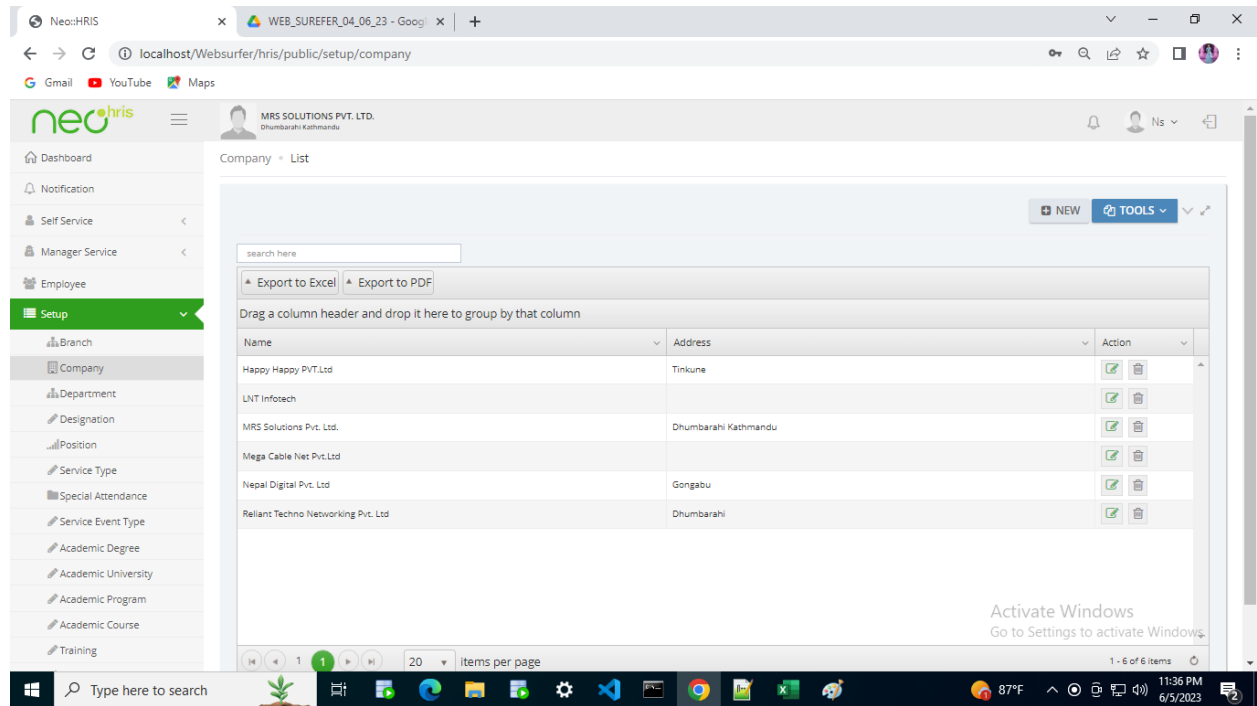 Neo::HRIS
WEB_SUREFER_04_06_23 - Googl
localhost/Websurfer/hris/public/setup/company
Gmail YouTube Maps
neo hris
MRS SOLUTIONS PVT. LTD.
Dhumbarahi Kathmandu
Ns
Dashboard
Notification
Self Service
Manager Service
Employee
Setup
Branch
Company
Department
Designation
Position
Service Type
Special Attendance
Service Event Type
Academic Degree
Academic University
Academic Program
Academic Course
Training
Company List
NEW TOOLS
search here
Export to Excel Export to PDF
Drag a column header and drop it here to group by that column
Name Address Action
Happy Happy PVT.Ltd Tinkune
LNT Infotech
MRS Solutions Pvt. Ltd. Dhumbarahi Kathmandu
Mega Cable Net Pvt.Ltd
Nepal Digital Pvt. Ltd Gongabu
Reliant Techno Networking Pvt. Ltd Dhumbarahi
Activate Windows
Go to Settings to activate Windows.
1 1 20 items per page 1 - 6 of 6 items
Type here to search
87°F
11:36 PM
6/5/2023
2